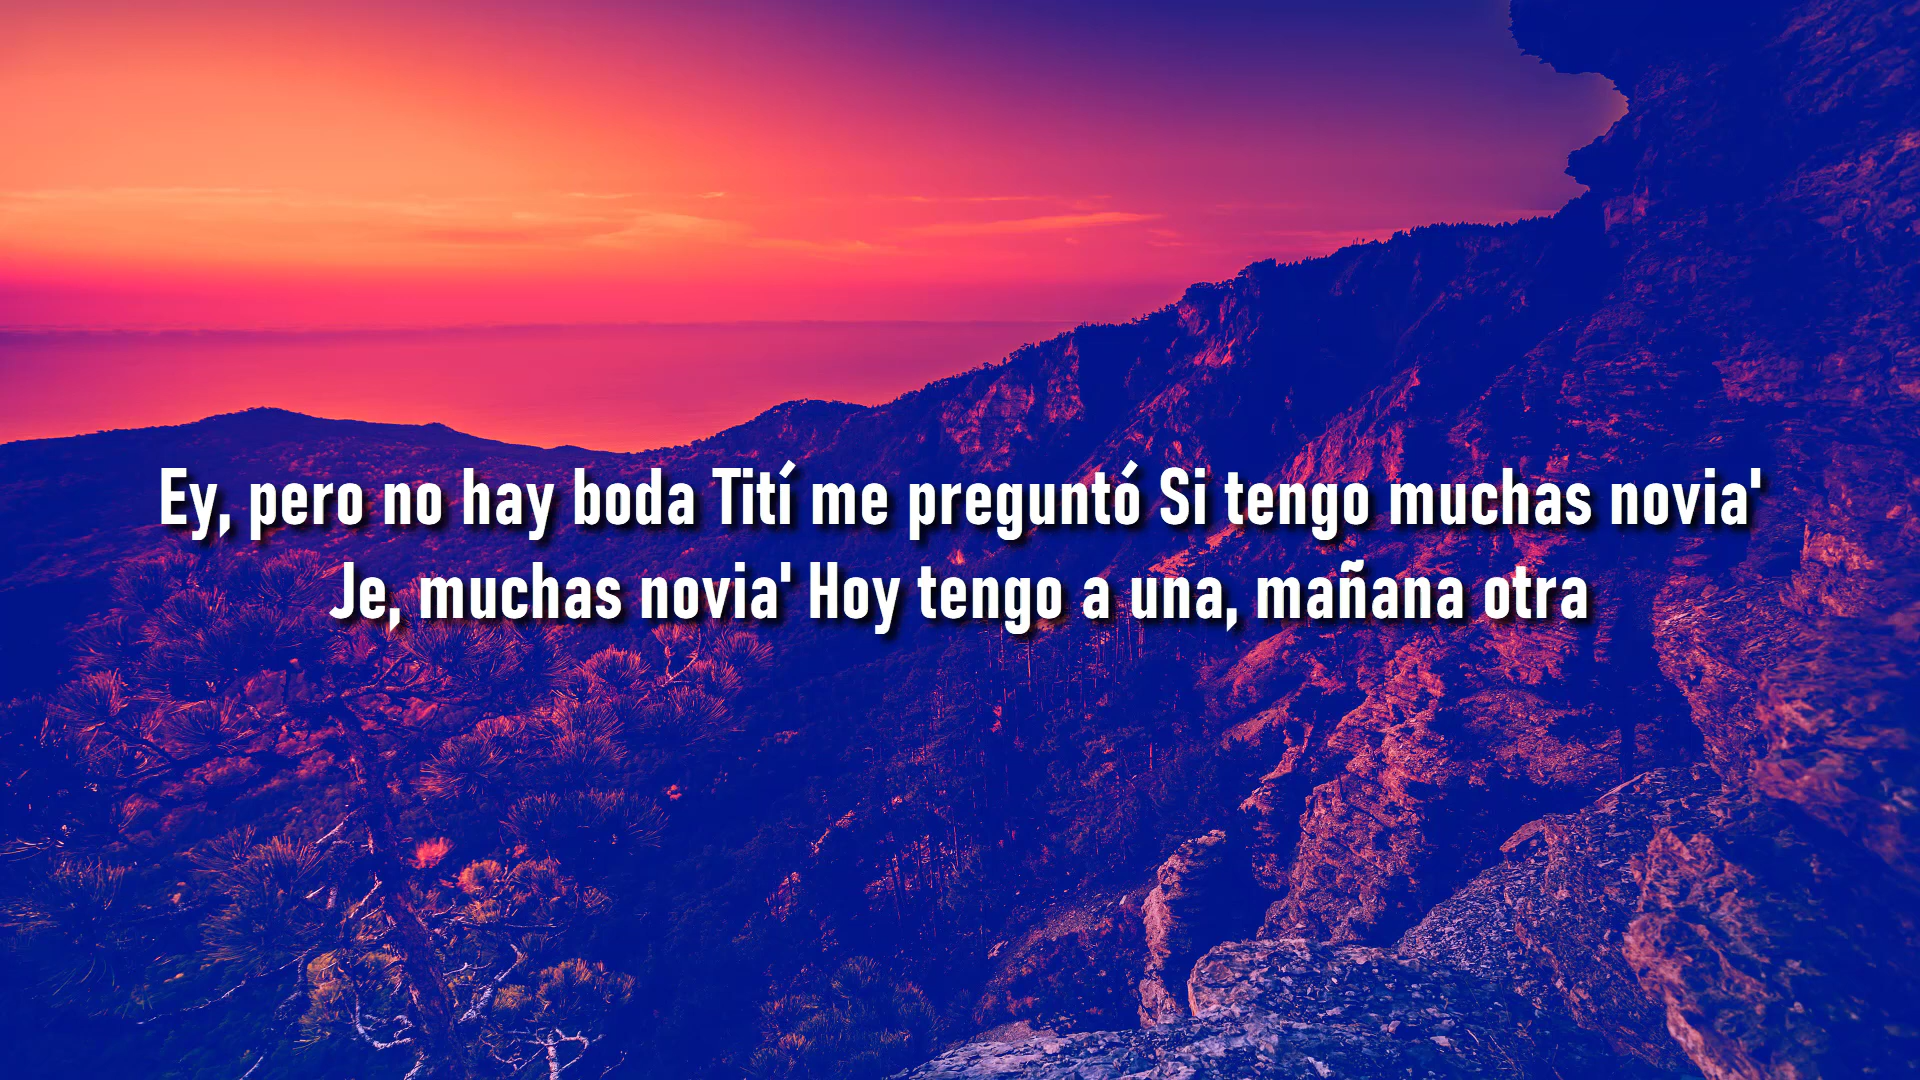 Ey, pero no hay boda Tití me preguntó Si tengo muchas novia'
Je, muchas novia' Hoy tengo a una, mañana otra